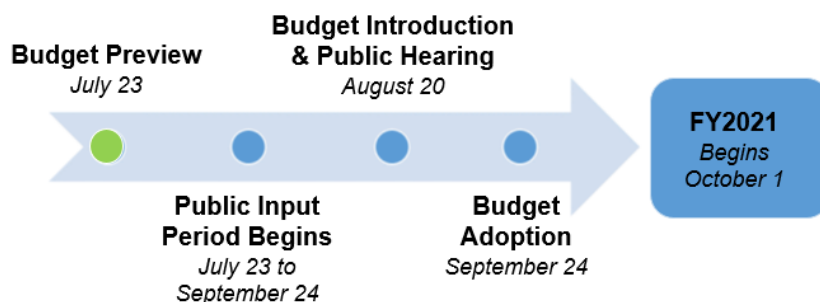 Budget Preview
July 23
Public Input
Period Begins
July 23 to
September 24
Budget Introduction
& Public Hearing
August 20
Budget
Adoption
September 24
FY2021
Begins
October 1